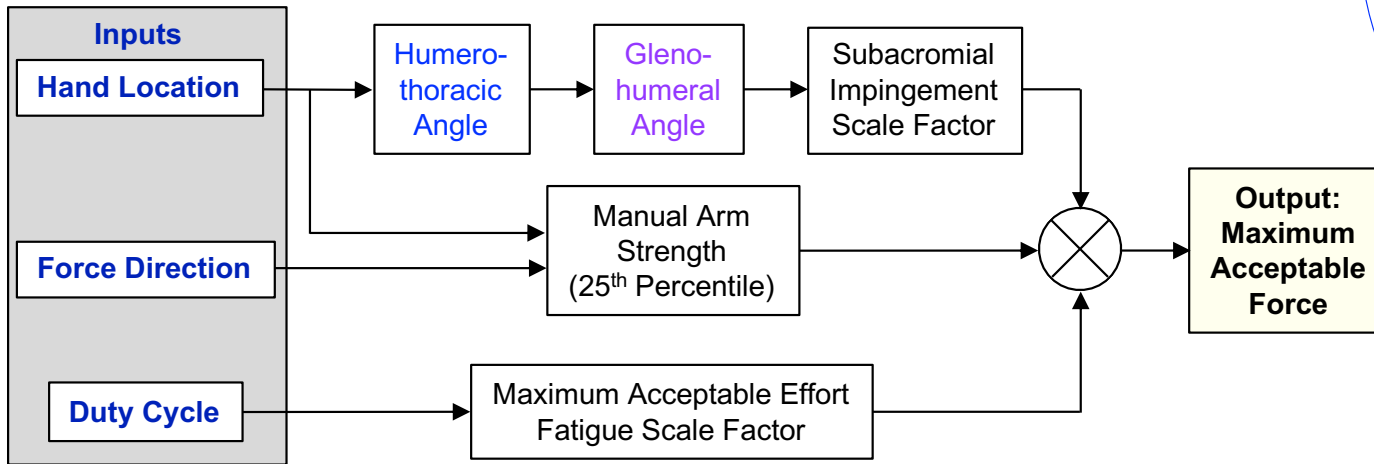 Inputs
Hand Location
Force Direction
Duty Cycle
Humero-
thoracic
Angle
Gleno-
humeral
Angle
Subacromial
Impingement
Scale Factor
Manual Arm
Strength
(25th Percentile)
Maximum Acceptable Effort
Fatigue Scale Factor
Output:
Maximum
Acceptable
Force